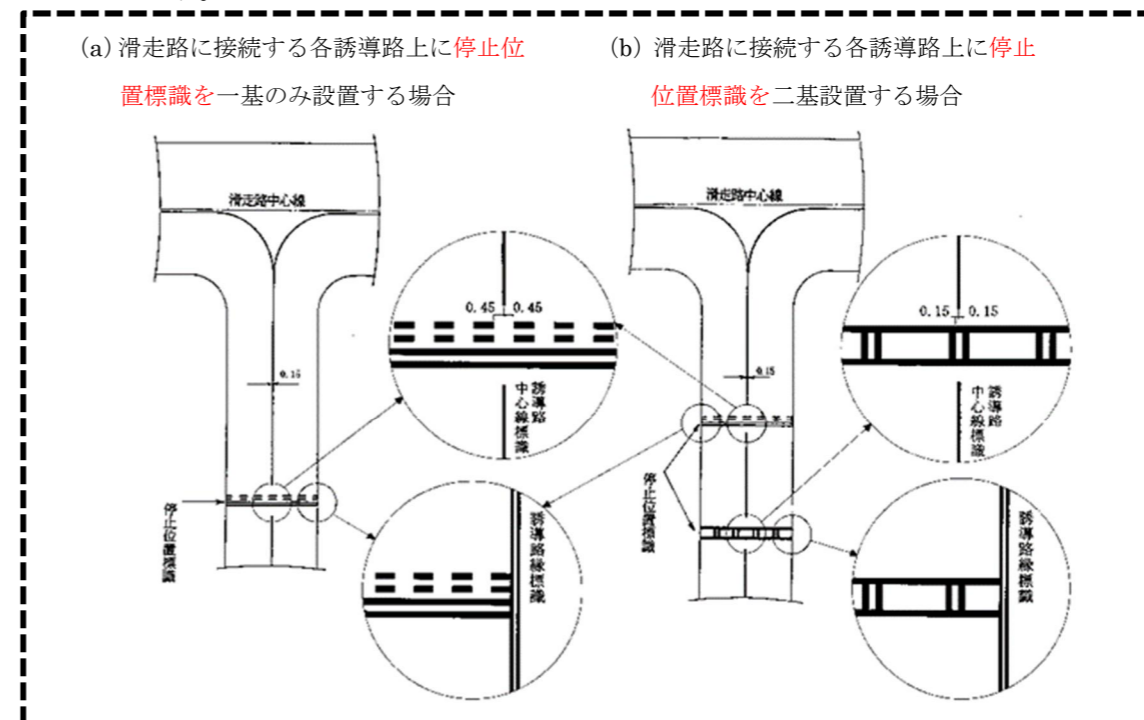 (a) 滑走路に接続する各誘導路上に停止位
置標識を一基のみ設置する場合
(b) 滑走路に接続する各誘導路上に停止
位置標識を二基設置する場合
滑走路中心線
0.45 0.45
0.15
誘導路
中心線標識
停止位置標識
誘導路縁標識
滑走路中心線
0.15 0.15
0.15
誘導路
中心線標識
停止位置標識
誘導路縁標識